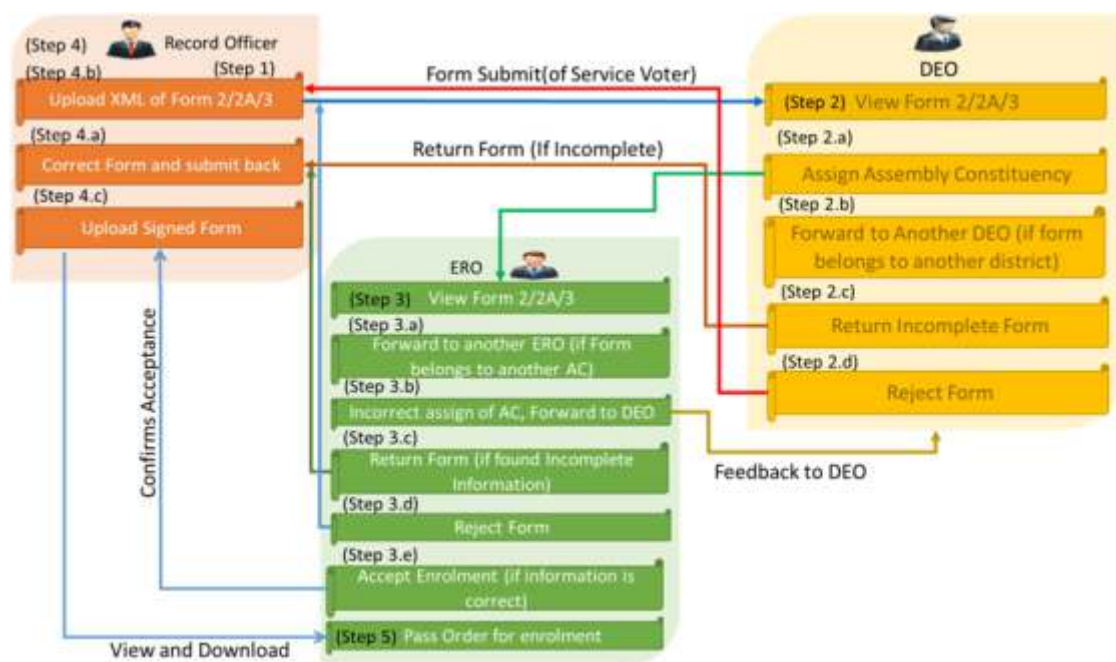 (Step 4)
Record Officer
(Step 4.b)
(Step 1)
Upload XML of Form 2/2A/3
(Step 4.a)
Correct Form and submit back
(Step 4.c)
Upload Signed Form
Form Submit(of Service Voter)
Return Form (If Incomplete)
DEO
(Step 2) View Form 2/2A/3
(Step 2.a)
Assign Assembly Constituency
(Step 2.b)
Forward to Another DEO (if form
belongs to another district)
(Step 2.c)
Return Incomplete Form
(Step 2.d)
Reject Form
Feedback to DEO
ERO
(Step 3) View Form 2/2A/3
(Step 3.a)
Forward to another ERO (if Form
belongs to another AC)
(Step 3.b)
Incorrect assign of AC, Forward to DEO
(Step 3.c)
Return Form (if found Incomplete
Information)
(Step 3.d)
Reject Form
(Step 3.e)
Accept Enrolment (if information is
correct)
(Step 5) Pass Order for enrolment
Confirms Acceptance
View and Download